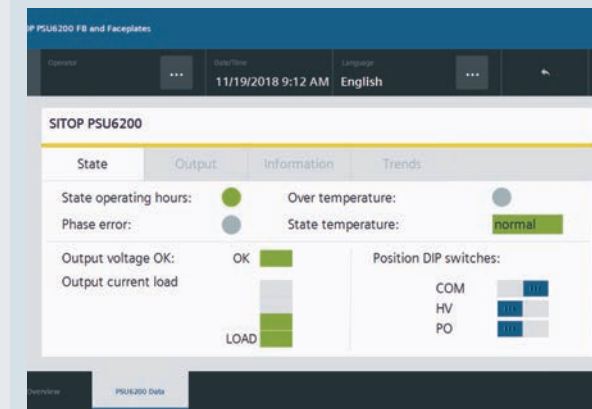 OP PSU6200 FB and Faceplates
Operator
Date/Time
Language
... 11/19/2018 9:12 AM English ...
SITOP PSU6200
State Output Information Trends
State operating hours: Over temperature:
Phase error: State temperature: normal
Output voltage OK: OK Position DIP switches:
Output current load
COM
HV
PO
LOAD
Overview PSU6200 Data